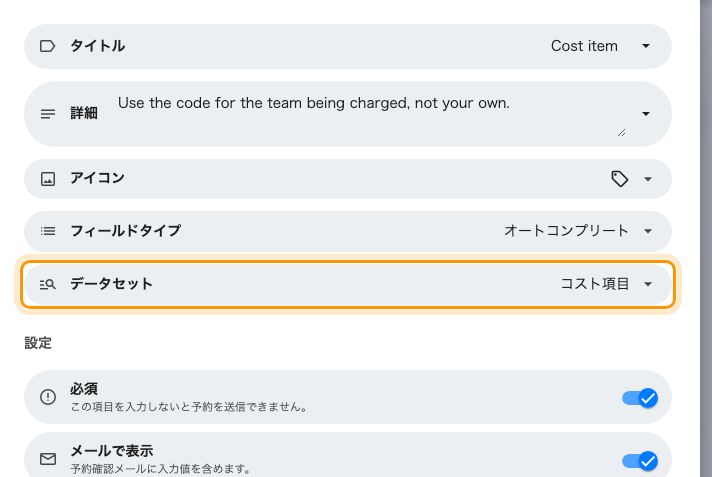 タイトル
Cost item
詳細
Use the code for the team being charged, not your own.
アイコン
フィールドタイプ
オートコンプリート
データセット
コスト項目
設定
必須
この項目を入力しないと予約を送信できません。
メールで表示
予約確認メールに入力値を含めます。